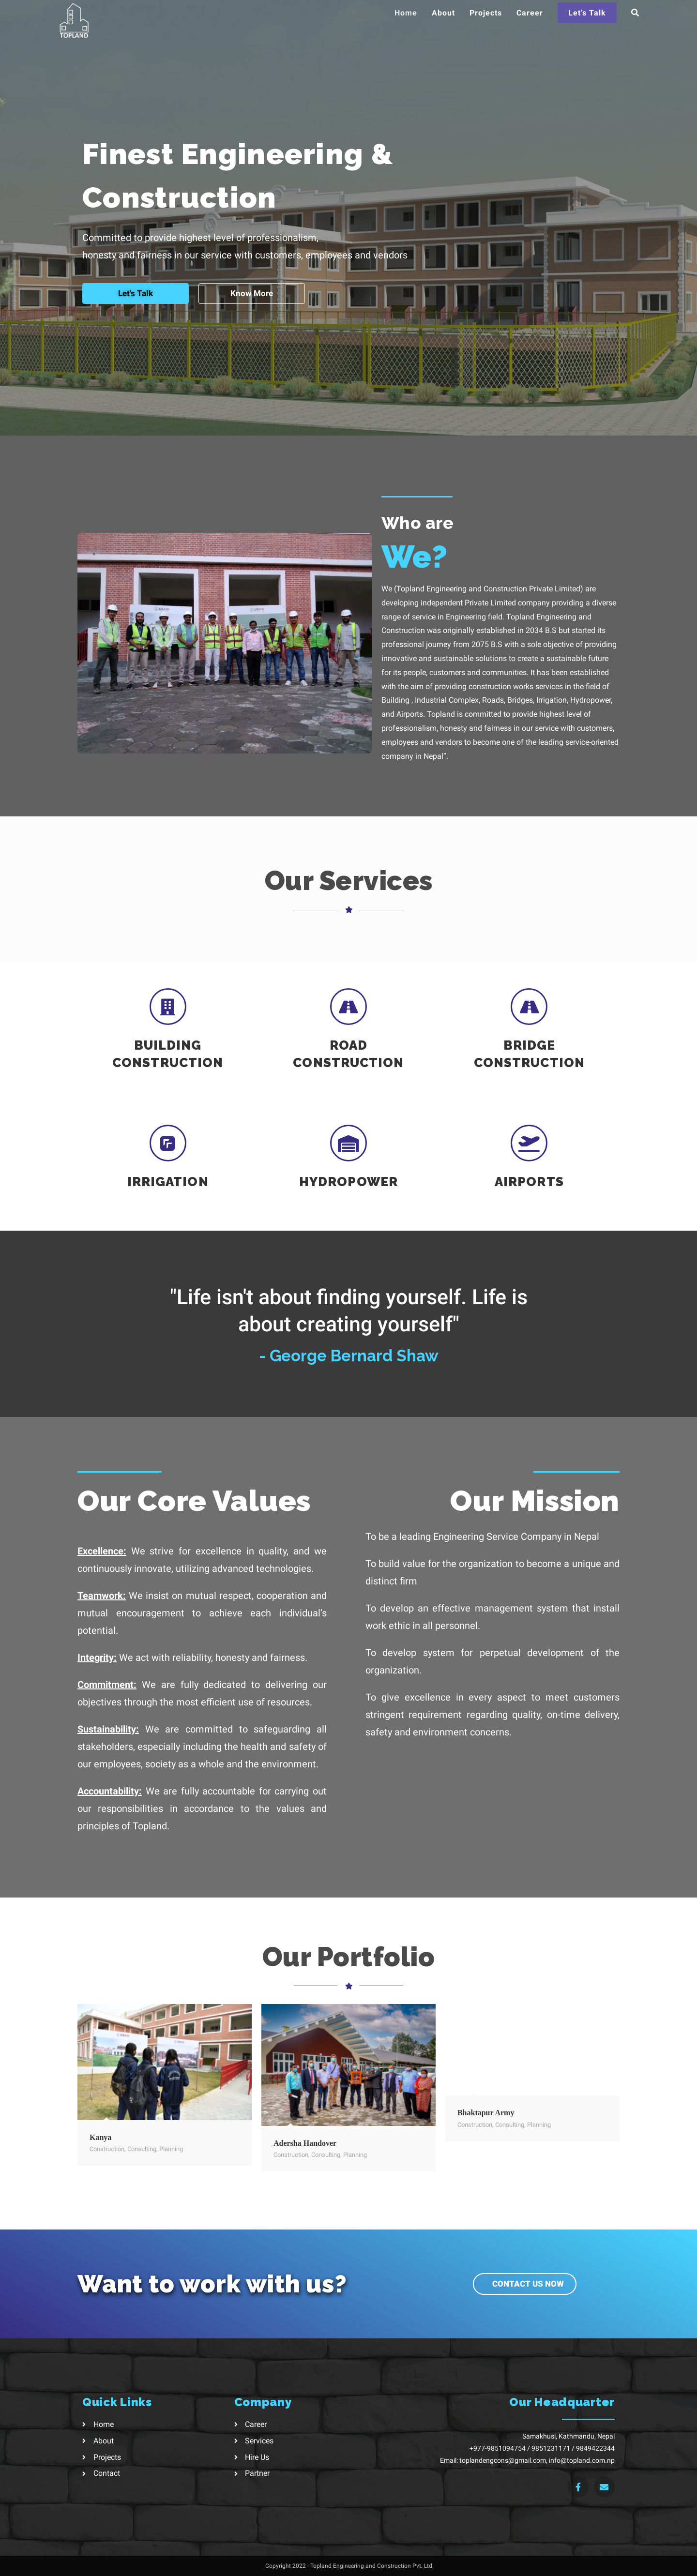 TOPLAND
Home About Projects Career Let's Talk
Finest Engineering &
Construction
Committed to provide highest level of professionalism,
honesty and fairness in our service with customers, employees and vendors
Let's Talk Know More
Who are
We?
We (Topland Engineering and Construction Private Limited) are
developing independent Private Limited company providing a diverse
range of service in Engineering field. Topland Engineering and
Construction was originally established in 2034 B.S but started its
professional journey from 2075 B.S with a sole objective of providing
innovative and sustainable solutions to create a sustainable future
for its people, customers and communities. It has been established
with the aim of providing construction works services in the field of
Building , Industrial Complex, Roads, Bridges, Irrigation, Hydropower,
and Airports. Topland is committed to provide highest level of
professionalism, honesty and fairness in our service with customers,
employees and vendors to become one of the leading service-oriented
company in Nepal”.
Our Services
BUILDING
CONSTRUCTION
ROAD
CONSTRUCTION
BRIDGE
CONSTRUCTION
IRRIGATION
HYDROPOWER
AIRPORTS
"Life isn't about finding yourself. Life is
about creating yourself"
- George Bernard Shaw
Our Core Values
Excellence: We strive for excellence in quality, and we
continuously innovate, utilizing advanced technologies.
Teamwork: We insist on mutual respect, cooperation and
mutual encouragement to achieve each individual's
potential.
Integrity: We act with reliability, honesty and fairness.
Commitment: We are fully dedicated to delivering our
objectives through the most efficient use of resources.
Sustainability: We are committed to safeguarding all
stakeholders, especially including the health and safety of
our employees, society as a whole and the environment.
Accountability: We are fully accountable for carrying out
our responsibilities in accordance to the values and
principles of Topland.
Our Mission
To be a leading Engineering Service Company in Nepal
To build value for the organization to become a unique and
distinct firm
To develop an effective management system that install
work ethic in all personnel.
To develop system for perpetual development of the
organization.
To give excellence in every aspect to meet customers
stringent requirement regarding quality, on-time delivery,
safety and environment concerns.
Our Portfolio
Kanya
Construction, Consulting, Planning
Adersha Handover
Construction, Consulting, Planning
Bhaktapur Army
Construction, Consulting, Planning
Want to work with us?
CONTACT US NOW
Quick Links
Home
About
Projects
Contact
Company
Career
Services
Hire Us
Partner
Our Headquarter
Samakhusi, Kathmandu, Nepal
+977-9851094754 / 9851231171 / 9849422344
Email: toplandengcons@gmail.com, info@topland.com.np
Copyright 2022 - Topland Engineering and Construction Pvt. Ltd